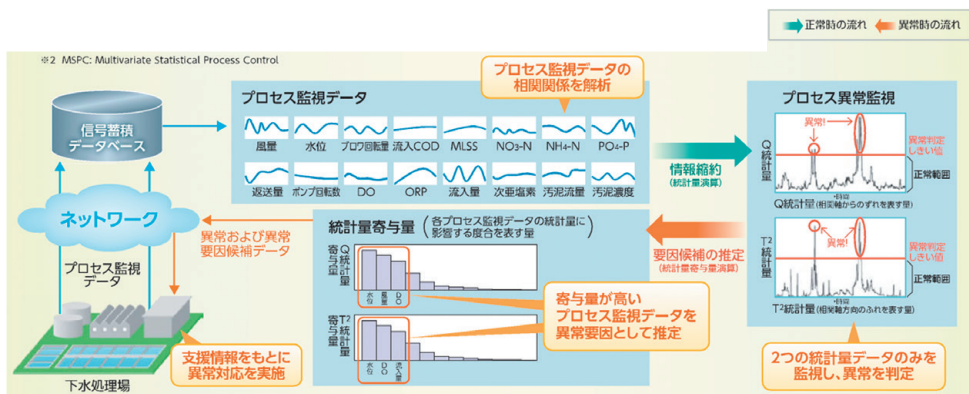 正常時の流れ
異常時の流れ
※2 MSPC: Multivariate Statistical Process Control
信号蓄積
データベース
ネットワーク
プロセス監視
データ
下水処理場
支援情報をもとに
異常対応を実施
プロセス監視データ
プロセス監視データの
相関関係を解析
風量
水位
ブロワ回転量
流入COD
MLSS
NO3-N
NH4-N
PO4-P
返送量
ポンプ回転数
DO
ORP
流入量
次亜塩素
汚泥流量
汚泥濃度
情報縮約
(統計量演算)
プロセス異常監視
Q統計量
異常!
異常判定
しきい値
正常範囲
・時間
Q統計量(相関軸からのずれを表す量)
T2統計量
異常!
異常判定
しきい値
正常範囲
・時間
T2統計量(相関軸方向のふれを表す量)
2つの統計量データのみを
監視し、異常を判定
要因候補の推定
(統計量寄与量演算)
統計量寄与量
(各プロセス監視データの統計量に
影響する度合を表す量)
Q統計量
寄与量
水位
風量
DO
T2統計量
寄与量
水位
DO
流入量
寄与量が高い
プロセス監視データを
異常要因として推定
異常および異常
要因候補データ